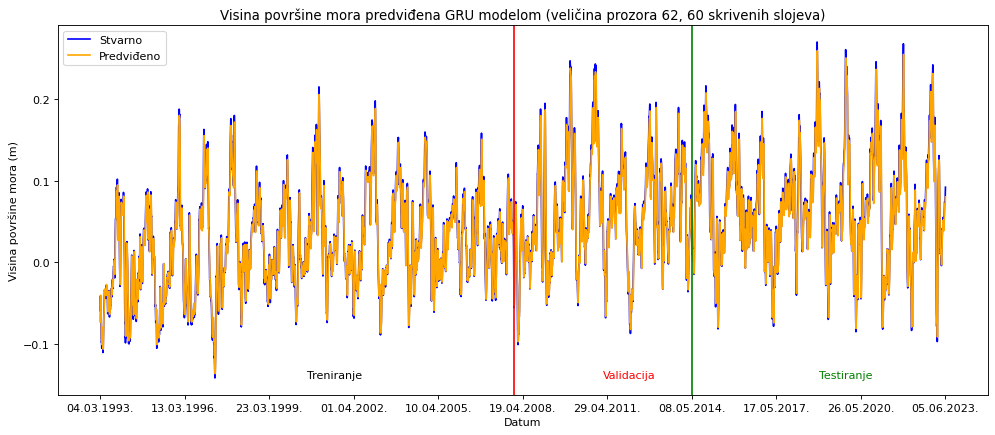 Visina površine mora predviđena GRU modelom (veličina prozora 62, 60 skrivenih slojeva)
Stvarno
Predviđeno
Visina površine mora (m)
0.2
0.1
0.0
−0.1
Treniranje
Validacija
Testiranje
04.03.1993.
13.03.1996.
23.03.1999.
01.04.2002.
10.04.2005.
19.04.2008.
29.04.2011.
08.05.2014.
17.05.2017.
26.05.2020.
05.06.2023.
Datum